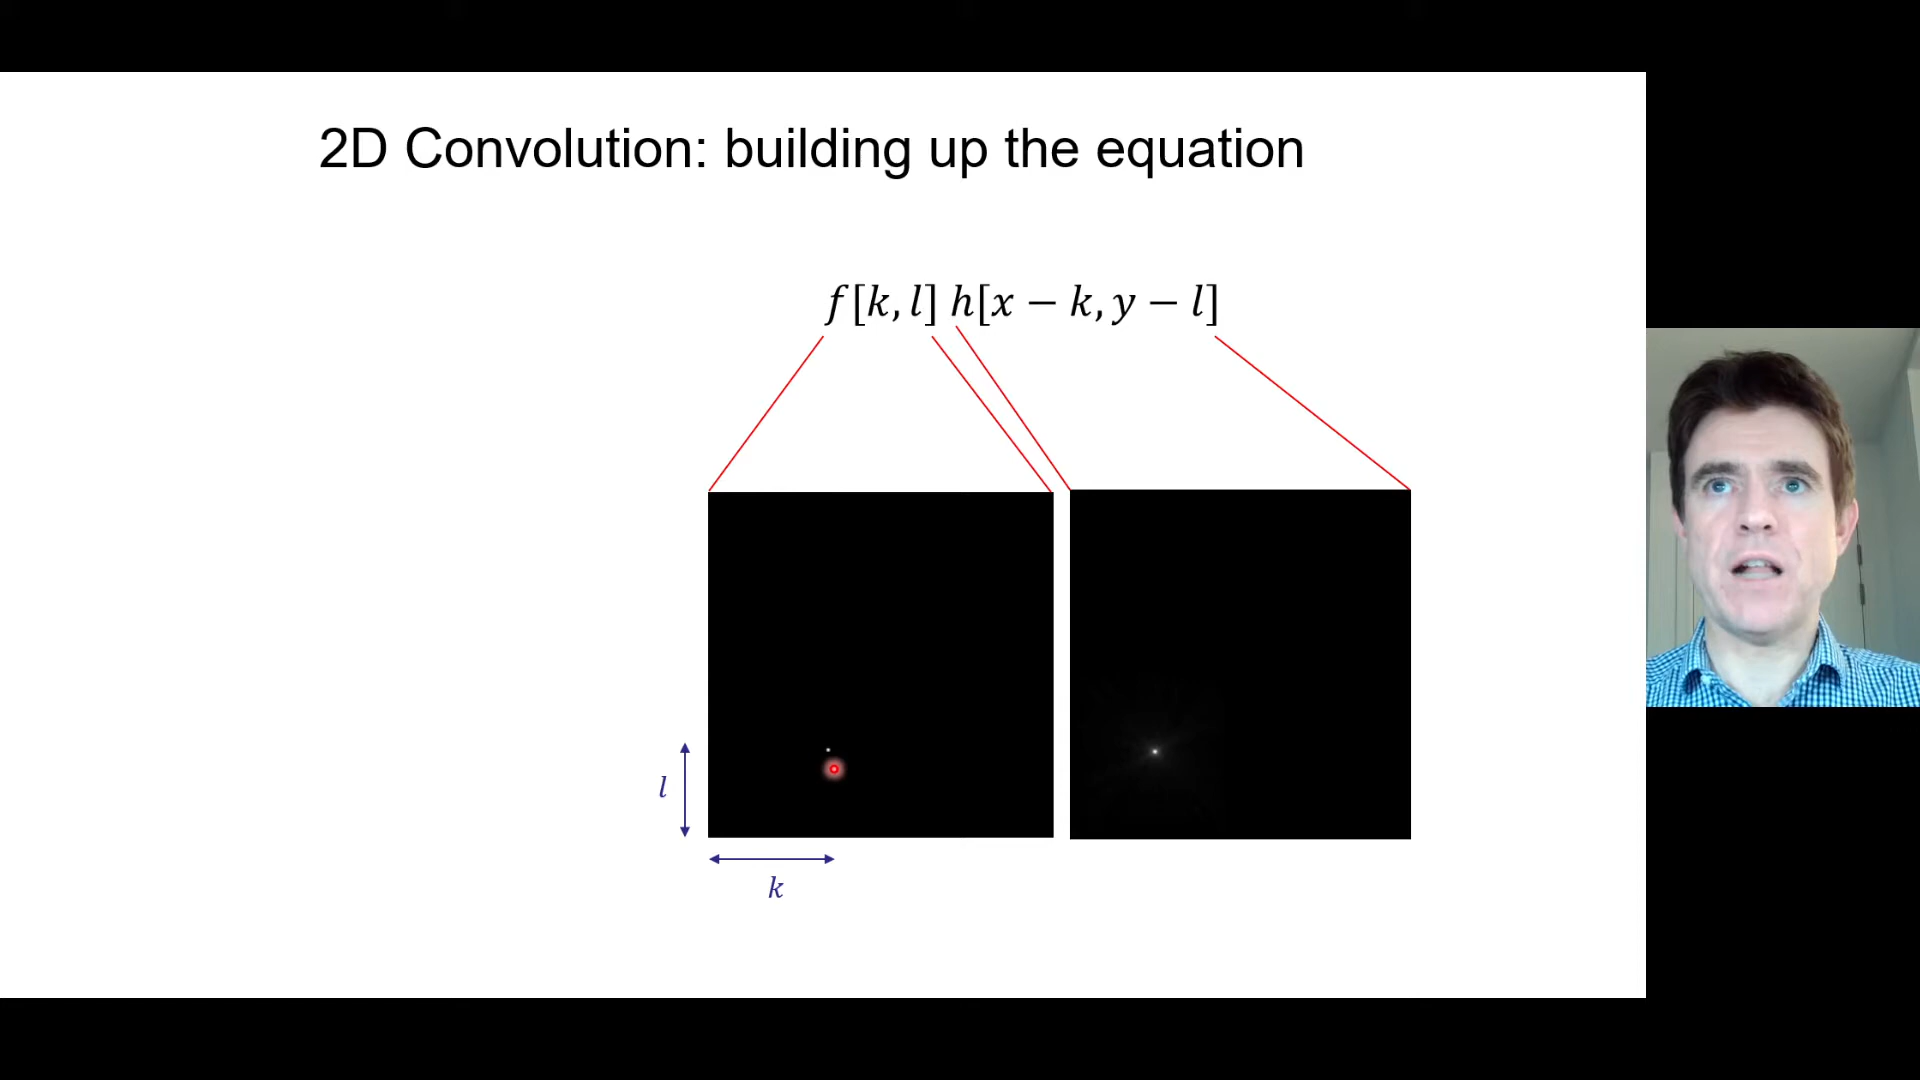 2D Convolution: building up the equation
f[k, l] h[x − k, y − l]
l
k